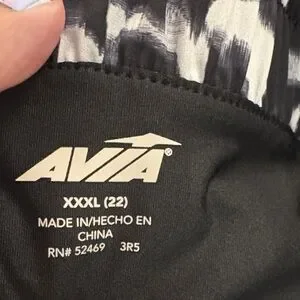 AVIA®
XXXL (22)
MADE IN/HECHO EN
CHINA
RN# 52469 3R5